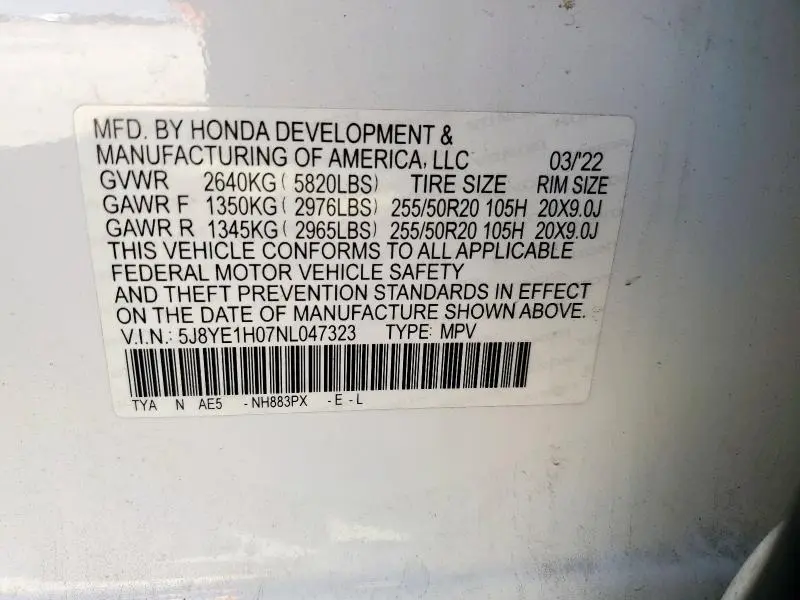 MFD. BY HONDA DEVELOPMENT &
MANUFACTURING OF AMERICA, LLC 03/'22
GVWR 2640KG ( 5820LBS) TIRE SIZE RIM SIZE
GAWR F 1350KG ( 2976LBS) 255/50R20 105H 20X9.0J
GAWR R 1345KG ( 2965LBS) 255/50R20 105H 20X9.0J
THIS VEHICLE CONFORMS TO ALL APPLICABLE
FEDERAL MOTOR VEHICLE SAFETY
AND THEFT PREVENTION STANDARDS IN EFFECT
ON THE DATE OF MANUFACTURE SHOWN ABOVE.
V.I.N.: 5J8YE1H07NL047323 TYPE: MPV
TYA N AE5 - NH883PX - E - L